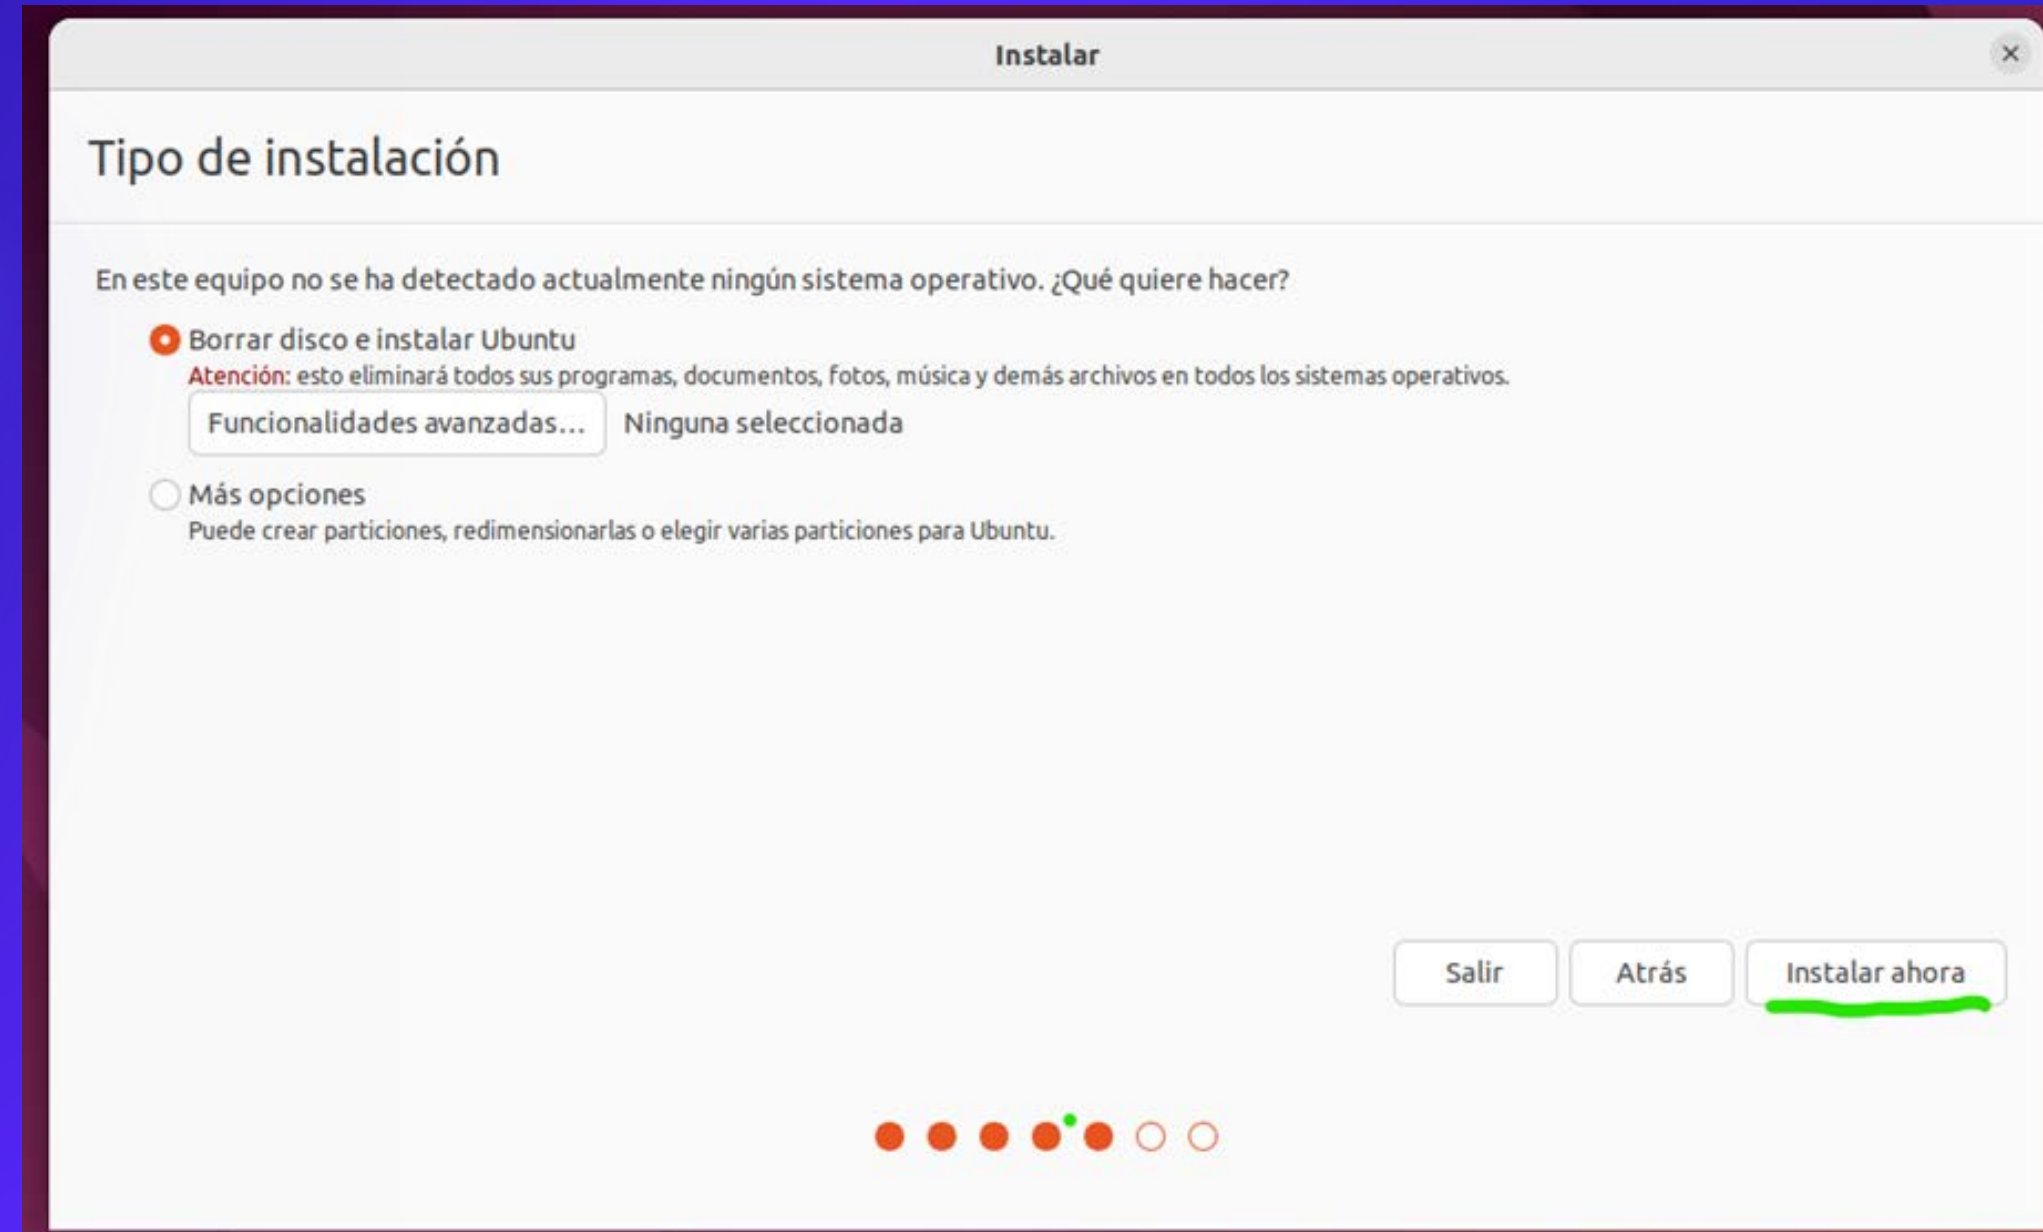 Instalar
Tipo de instalación
En este equipo no se ha detectado actualmente ningún sistema operativo. ¿Qué quiere hacer?
Borrar disco e instalar Ubuntu
Atención: esto eliminará todos sus programas, documentos, fotos, música y demás archivos en todos los sistemas operativos.
Funcionalidades avanzadas... Ninguna seleccionada
Más opciones
Puede crear particiones, redimensionarlas o elegir varias particiones para Ubuntu.
Salir Atrás Instalar ahora